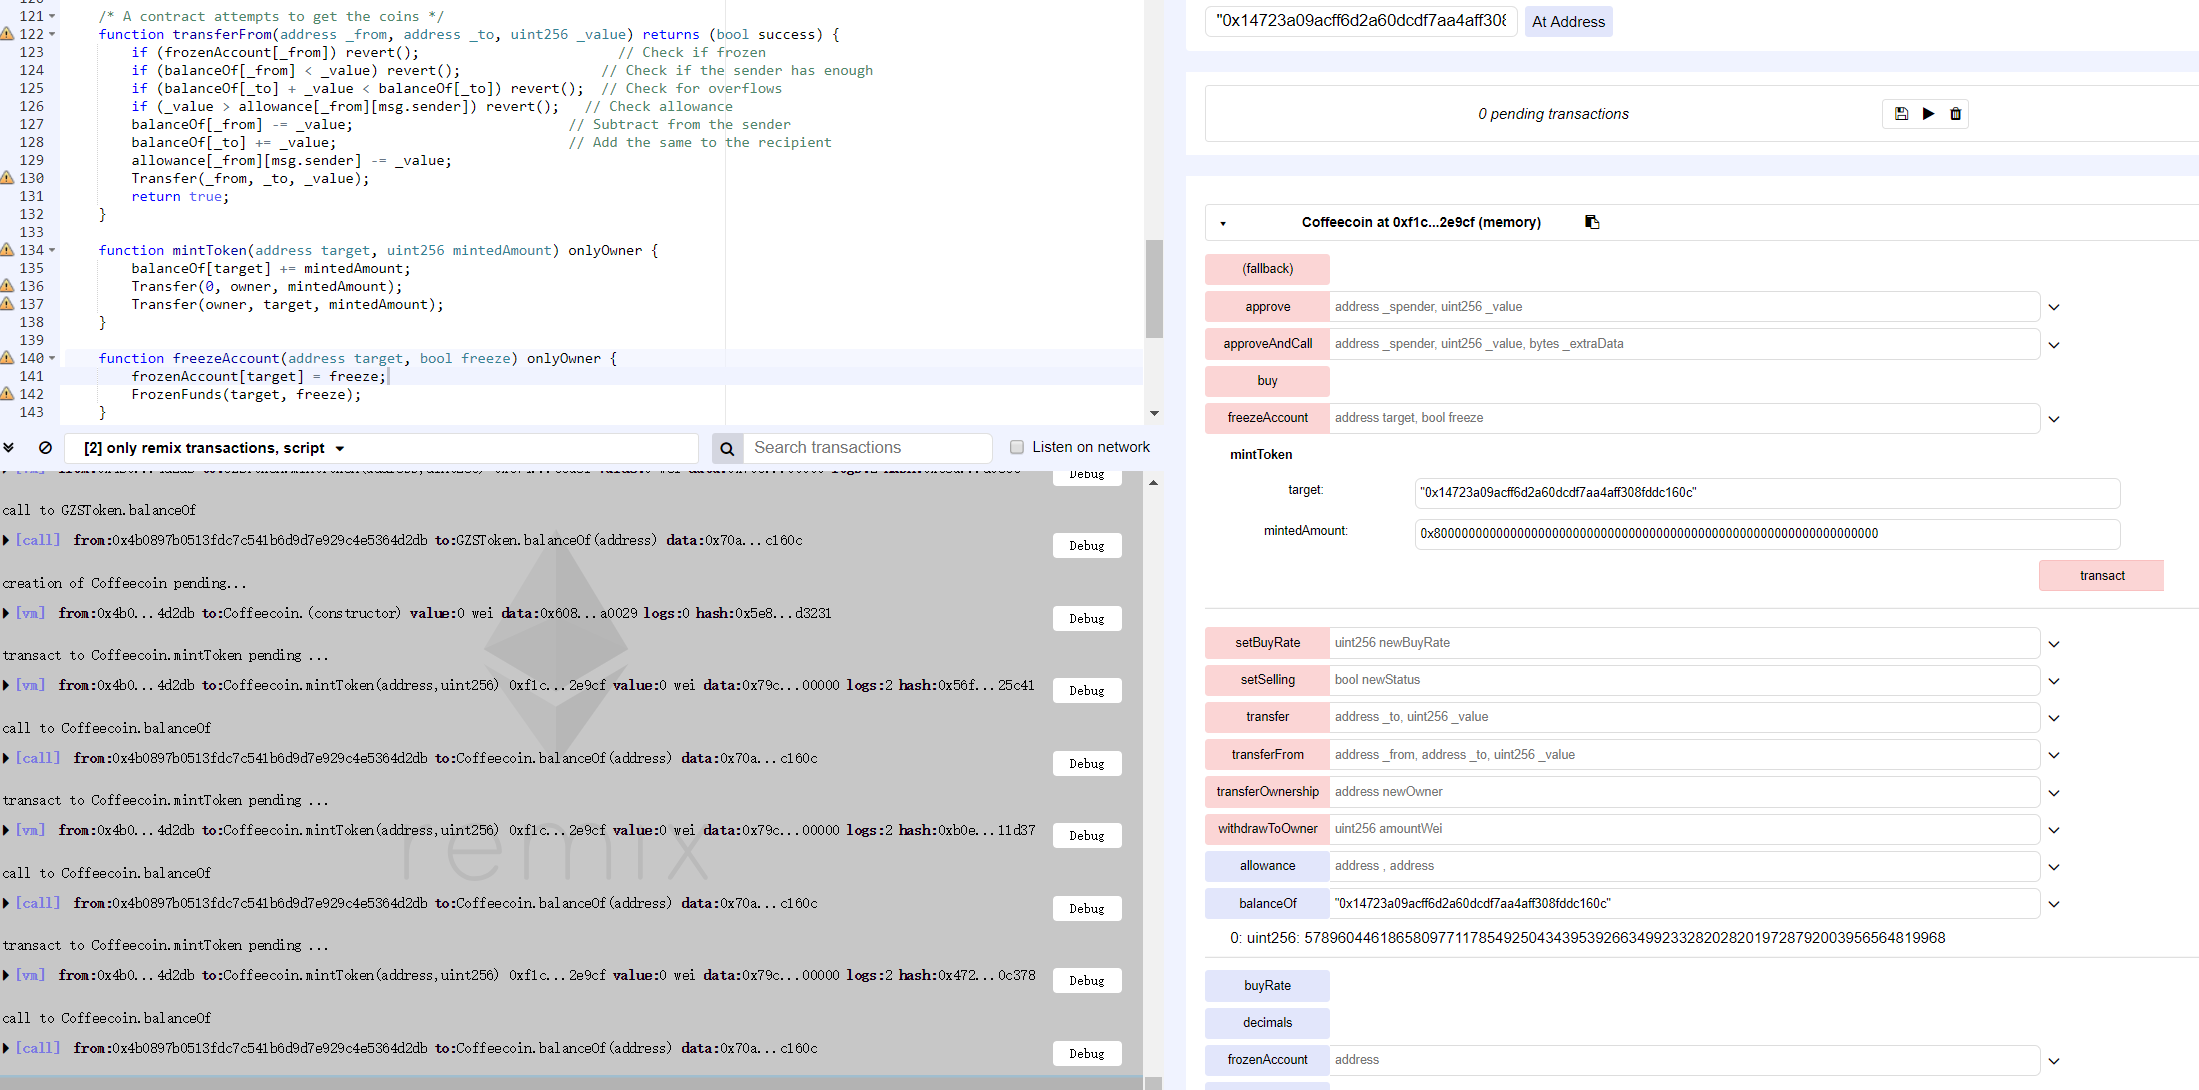 121 /* A contract attempts to get the coins */
122 function transferFrom(address _from, address _to, uint256 _value) returns (bool success) {
123 if (frozenAccount[_from]) revert(); // Check if frozen
124 if (balanceOf[_from] < _value) revert(); // Check if the sender has enough
125 if (balanceOf[_to] + _value < balanceOf[_to]) revert(); // Check for overflows
126 if (_value > allowance[_from][msg.sender]) revert(); // Check allowance
127 balanceOf[_from] -= _value; // Subtract from the sender
128 balanceOf[_to] += _value; // Add the same to the recipient
129 allowance[_from][msg.sender] -= _value;
130 Transfer(_from, _to, _value);
131 return true;
132 }
133
134 function mintToken(address target, uint256 mintedAmount) onlyOwner {
135 balanceOf[target] += mintedAmount;
136 Transfer(0, owner, mintedAmount);
137 Transfer(owner, target, mintedAmount);
138 }
139
140 function freezeAccount(address target, bool freeze) onlyOwner {
141 frozenAccount[target] = freeze;
142 FrozenFunds(target, freeze);
143 }
[2] only remix transactions, script
Search transactions
Listen on network
Debug
call to GZSToken.balanceOf
[call] from:0x4b0897b0513fdc7c541b6d9d7e929c4e5364d2db to:GZSToken.balanceOf(address) data:0x70a...c160c
Debug
creation of Coffeecoin pending...
[vm] from:0x4b0...4d2db to:Coffeecoin.(constructor) value:0 wei data:0x608...a0029 logs:0 hash:0x5e8...d3231
Debug
transact to Coffeecoin.mintToken pending ...
[vm] from:0x4b0...4d2db to:Coffeecoin.mintToken(address,uint256) 0xf1c...2e9cf value:0 wei data:0x79c...00000 logs:2 hash:0x56f...25c41
Debug
call to Coffeecoin.balanceOf
[call] from:0x4b0897b0513fdc7c541b6d9d7e929c4e5364d2db to:Coffeecoin.balanceOf(address) data:0x70a...c160c
Debug
transact to Coffeecoin.mintToken pending ...
[vm] from:0x4b0...4d2db to:Coffeecoin.mintToken(address,uint256) 0xf1c...2e9cf value:0 wei data:0x79c...00000 logs:2 hash:0xb0e...11d37
Debug
remix
call to Coffeecoin.balanceOf
[call] from:0x4b0897b0513fdc7c541b6d9d7e929c4e5364d2db to:Coffeecoin.balanceOf(address) data:0x70a...c160c
Debug
transact to Coffeecoin.mintToken pending ...
[vm] from:0x4b0...4d2db to:Coffeecoin.mintToken(address,uint256) 0xf1c...2e9cf value:0 wei data:0x79c...00000 logs:2 hash:0x472...0c378
Debug
call to Coffeecoin.balanceOf
[call] from:0x4b0897b0513fdc7c541b6d9d7e929c4e5364d2db to:Coffeecoin.balanceOf(address) data:0x70a...c160c
Debug
"0x14723a09acff6d2a60dcdf7aa4aff308 At Address
0 pending transactions
Coffeecoin at 0xf1c...2e9cf (memory)
(fallback)
approve address _spender, uint256 _value
approveAndCall address _spender, uint256 _value, bytes _extraData
buy
freezeAccount address target, bool freeze
mintToken
target: "0x14723a09acff6d2a60dcdf7aa4aff308fddc160c"
mintedAmount: 0x8000000000000000000000000000000000000000000000000000000000000000
transact
setBuyRate uint256 newBuyRate
setSelling bool newStatus
transfer address _to, uint256 _value
transferFrom address _from, address _to, uint256 _value
transferOwnership address newOwner
withdrawToOwner uint256 amountWei
allowance address , address
balanceOf "0x14723a09acff6d2a60dcdf7aa4aff308fddc160c"
0: uint256: 57896044618658097711785492504343953926634992332820282019728792003956564819968
buyRate
decimals
frozenAccount address